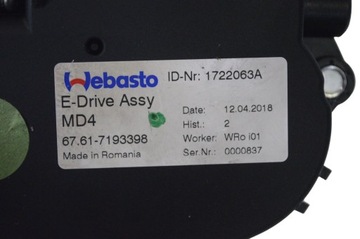 Webasto ID-Nr: 1722063A
E-Drive Assy
MD4
Date: 12.04.2018
Hist.: 2
67.61-7193398
Worker: WRo i01
Made in Romania
Ser.Nr.: 0000837